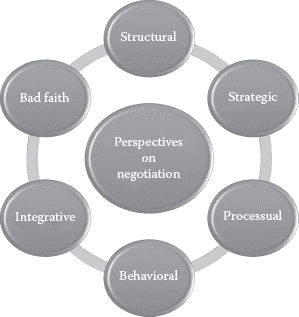 Structural
Strategic
Processual
Behavioral
Integrative
Bad faith
Perspectives
on
negotiation